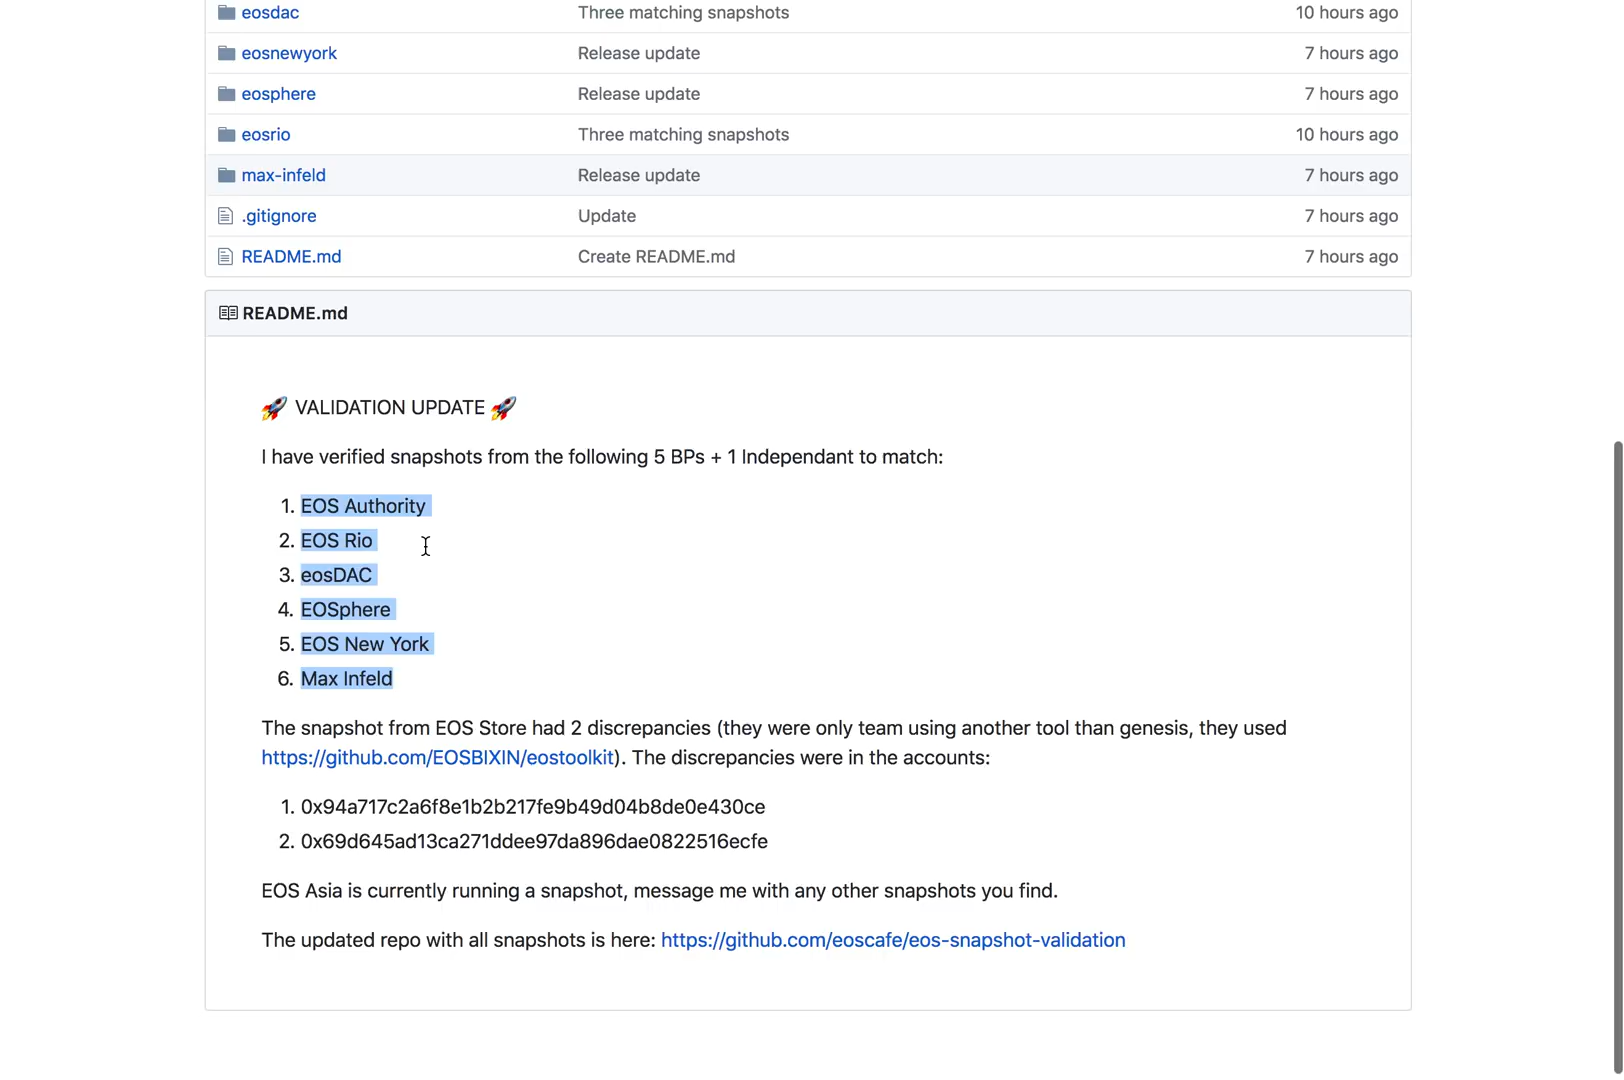 eosdac Three matching snapshots 10 hours ago
eosnewyork Release update 7 hours ago
eosphere Release update 7 hours ago
eosrio Three matching snapshots 10 hours ago
max-infeld Release update 7 hours ago
.gitignore Update 7 hours ago
README.md Create README.md 7 hours ago
README.md
🚀 VALIDATION UPDATE 🚀
I have verified snapshots from the following 5 BPs + 1 Independant to match:
1. EOS Authority
2. EOS Rio
3. eosDAC
4. EOSphere
5. EOS New York
6. Max Infeld
The snapshot from EOS Store had 2 discrepancies (they were only team using another tool than genesis, they used
https://github.com/EOSBIXIN/eostoolkit). The discrepancies were in the accounts:
1. 0x94a717c2a6f8e1b2b217fe9b49d04b8de0e430ce
2. 0x69d645ad13ca271ddee97da896dae0822516ecfe
EOS Asia is currently running a snapshot, message me with any other snapshots you find.
The updated repo with all snapshots is here: https://github.com/eoscafe/eos-snapshot-validation